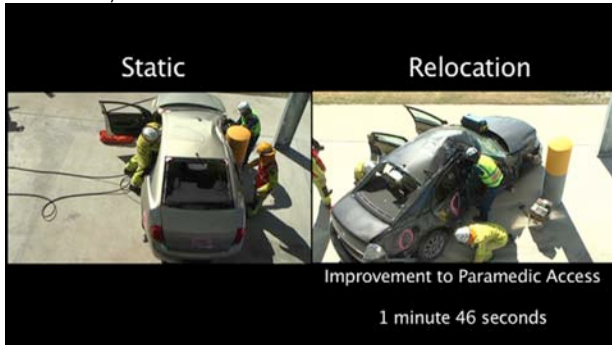 Static
Relocation
Improvement to Paramedic Access
1 minute 46 seconds